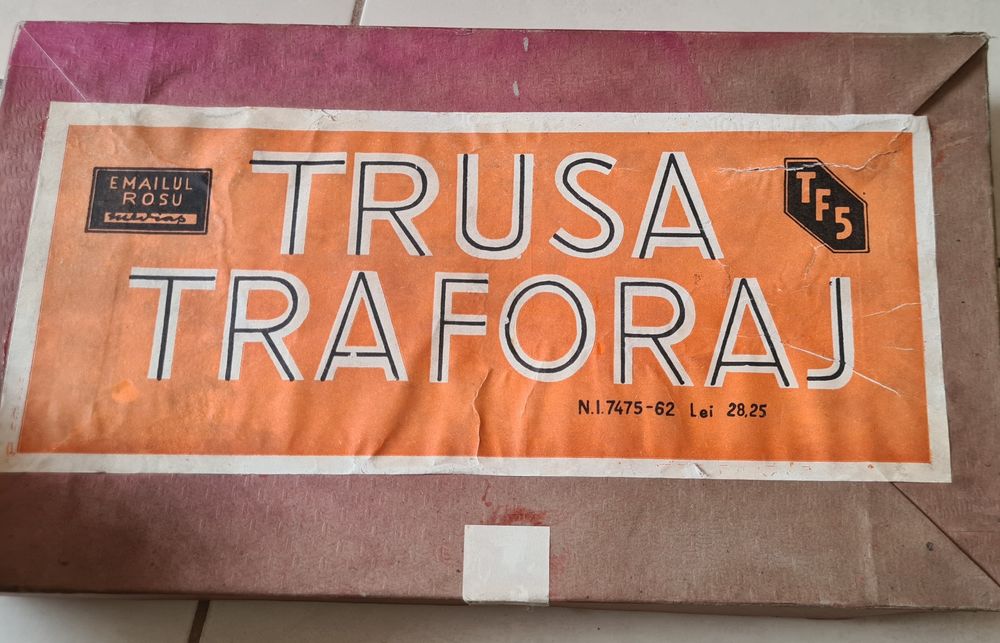 EMAILUL
ROSU
TRUSA
TF5
TRAFORAJ
N.I.7475-62 Lei 28,25